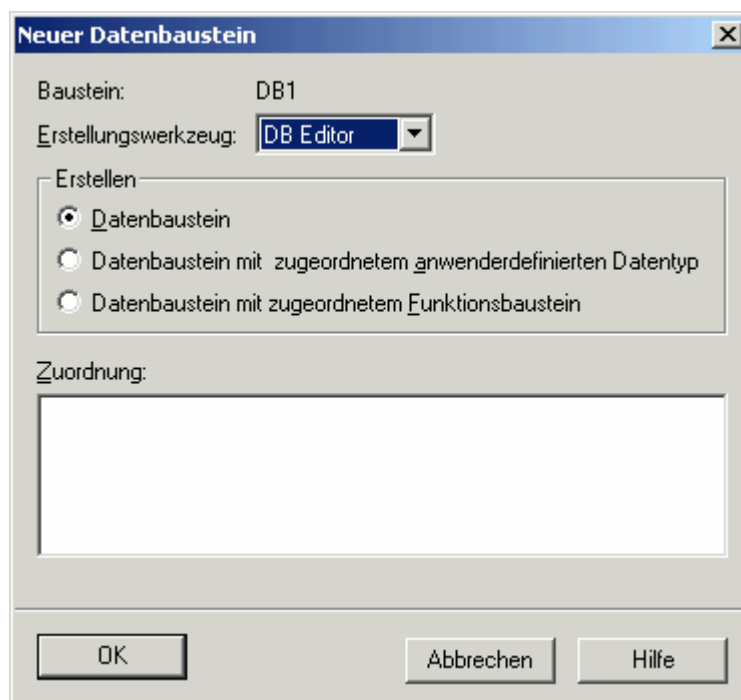 Neuer Datenbaustein
Baustein: DB1
Erstellungswerkzeug: DB Editor
Erstellen
Datenbaustein
Datenbaustein mit zugeordnetem anwenderdefinierten Datentyp
Datenbaustein mit zugeordnetem Funktionsbaustein
Zuordnung:
OK Abbrechen Hilfe